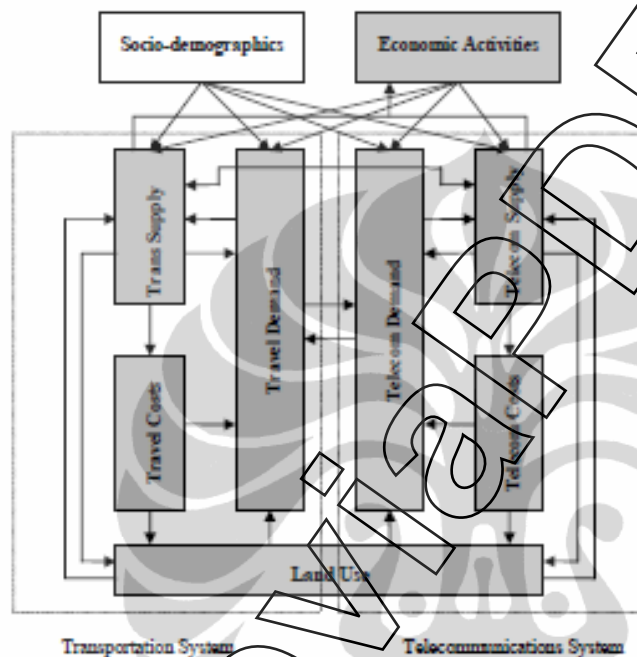 Socio-demographics
Economic Activities
Trans Supply
Travel Demand
Telecom Demand
Telecom Supply
Travel Costs
Telecom Costs
Land Use
Transportation System
Telecommunications System